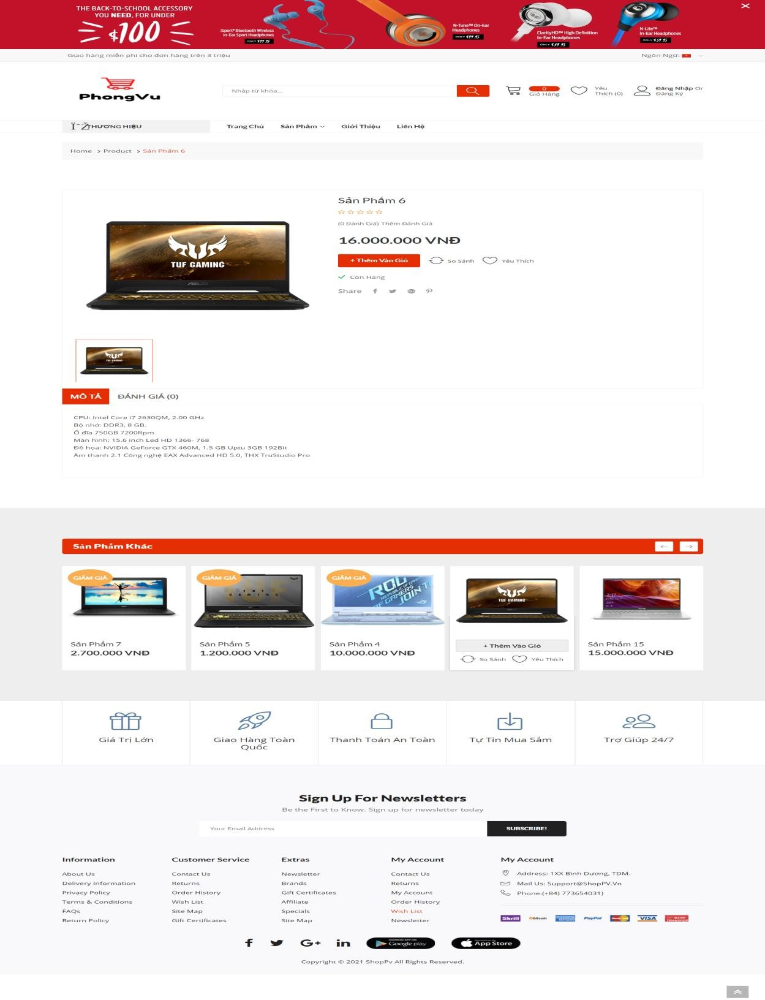 THE BACK-TO-SCHOOL ACCESSORY
YOU NEED, FOR UNDER
¢100
iSport® Bluetooth Wireless
In-Ear Sport Headphones
ONLY $99.95
N-Tune™ On-Ear
Headphones
ONLY $99.95
ClarityHD™ High Definition
In-Ear Headphones
ONLY $39.95
N-Lite™
In-Ear Headphones
ONLY $59.95
Giao hàng miễn phí cho đơn hàng trên 3 triệu
Ngôn Ngữ:
PhongVu
Nhập từ khóa...
0
Giỏ Hàng
Yêu
Thích (0)
Đăng Nhập Or
Đăng Ký
THƯƠNG HIỆU
Trang Chủ
Sản Phẩm
Giới Thiệu
Liên Hệ
Home > Product > Sản Phẩm 6
TUF GAMING
ASUS
Sản Phẩm 6
(0 Đánh Giá) Thêm Đánh Giá
16.000.000 VNĐ
+ Thêm Vào Giỏ
So Sánh
Yêu Thích
Còn Hàng
Share
TUF GAMING
MÔ TẢ
ĐÁNH GIÁ (0)
CPU: Intel Core i7 2630QM, 2.00 GHz
Bộ nhớ: DDR3, 8 GB.
Ổ đĩa 750GB 7200Rpm
Màn hình: 15.6 inch Led HD 1366- 768
Đồ họa: NVIDIA GeForce GTX 460M, 1.5 GB Uptu 3GB 192Bit
Âm thanh 2.1 Công nghệ EAX Advanced HD 5.0, THX TruStudio Pro
Sản Phẩm Khác
GIẢM GIÁ
Sản Phẩm 7
2.700.000 VNĐ
GIẢM GIÁ
GAMING
Sản Phẩm 5
1.200.000 VNĐ
GIẢM GIÁ
ROG
REPUBLIC OF GAMERS
JOIN
Sản Phẩm 4
10.000.000 VNĐ
TUF GAMING
+ Thêm Vào Giỏ
So Sánh
Yêu Thích
3:17
Sản Phẩm 15
15.000.000 VNĐ
Giá Trị Lớn
Giao Hàng Toàn
Quốc
Thanh Toán An Toàn
Tự Tin Mua Sắm
Trợ Giúp 24/7
Sign Up For Newsletters
Be the First to Know. Sign up for newsletter today
Your Email Address
SUBSCRIBE!
Information
About Us
Delivery Information
Privacy Policy
Terms & Conditions
FAQs
Return Policy
Customer Service
Contact Us
Returns
Order History
Wish List
Site Map
Gift Certificates
Extras
Newsletter
Brands
Gift Certificates
Affiliate
Specials
Site Map
My Account
Contact Us
Returns
My Account
Order History
Wish List
Newsletter
My Account
Address: 1XX Bình Dương, TDM.
Mail Us: Support@ShopPV.Vn
Phone:(+84) 773654031)
Skrill
bitcoin
PayPal
VISA
BANK
TRANSFER
ANDROID APP ON
Google play
App Store
Copyright © 2021 ShopPv All Rights Reserved.